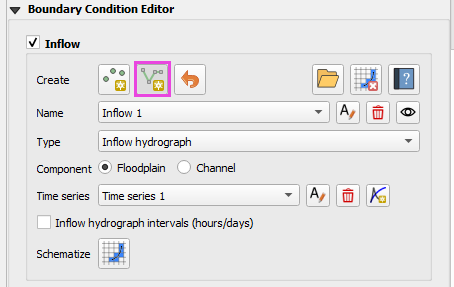 Boundary Condition Editor
Inflow
Create
Name Inflow 1
Type Inflow hydrograph
Component Floodplain Channel
Time series Time series 1
Inflow hydrograph intervals (hours/days)
Schematize